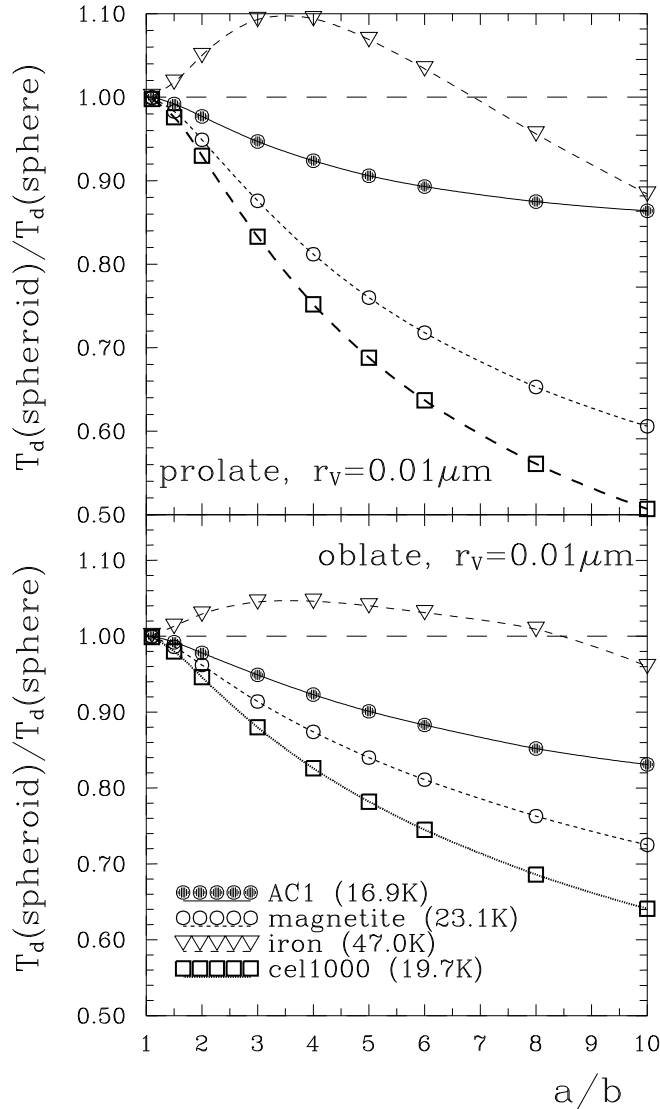 1.10
1.00
0.90
0.80
0.70
0.60
0.50
T_d(spheroid)/T_d(sphere)
prolate, r_V=0.01μm
oblate, r_V=0.01μm
1.10
1.00
0.90
0.80
0.70
0.60
0.50
T_d(spheroid)/T_d(sphere)
AC1 (16.9K)
magnetite (23.1K)
iron (47.0K)
cel1000 (19.7K)
1 2 3 4 5 6 7 8 9 10
a/b